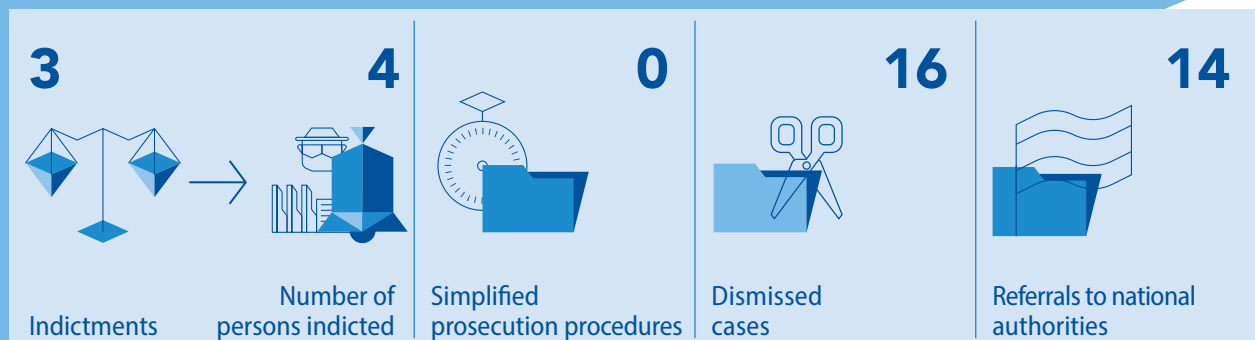 3
4
Indictments
Number of
persons indicted
0
Simplified
prosecution procedures
16
Dismissed
cases
14
Referrals to national
authorities